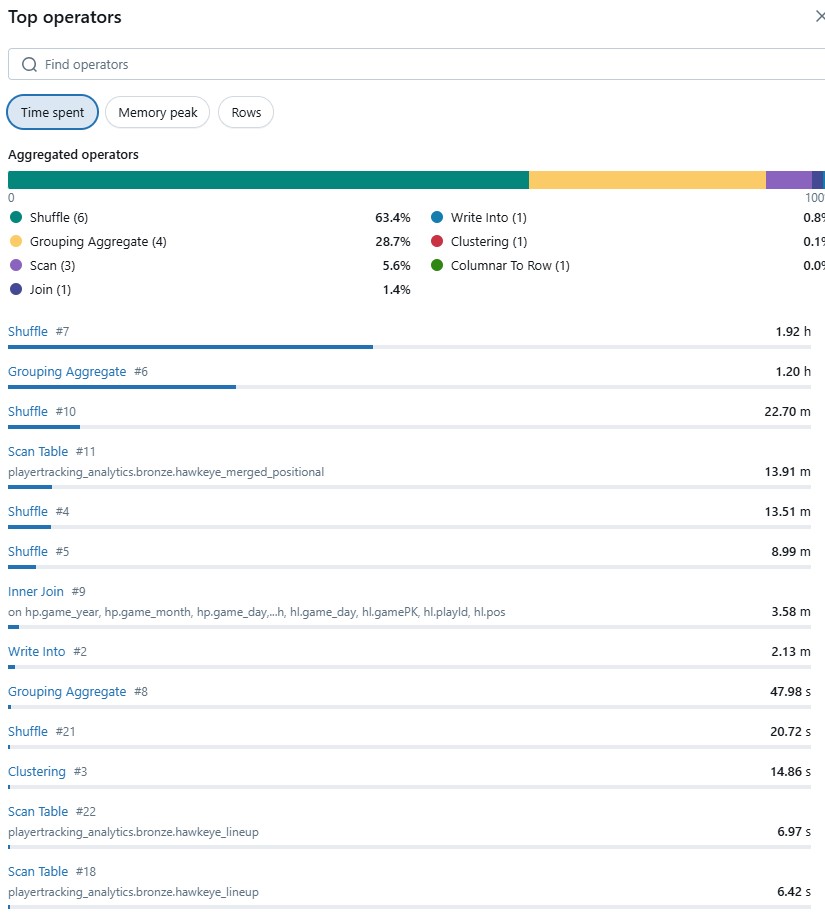 Top operators
Find operators
Time spent
Memory peak
Rows
Aggregated operators
0
100
Shuffle (6) 63.4%
Write Into (1) 0.8%
Grouping Aggregate (4) 28.7%
Clustering (1) 0.1%
Scan (3) 5.6%
Columnar To Row (1) 0.0%
Join (1) 1.4%
Shuffle #7 1.92 h
Grouping Aggregate #6 1.20 h
Shuffle #10 22.70 m
Scan Table #11
playertracking_analytics.bronze.hawkeye_merged_positional 13.91 m
Shuffle #4 13.51 m
Shuffle #5 8.99 m
Inner Join #9
on hp.game_year, hp.game_month, hp.game_day,...h, hl.game_day, hl.gamePK, hl.playId, hl.pos 3.58 m
Write Into #2 2.13 m
Grouping Aggregate #8 47.98 s
Shuffle #21 20.72 s
Clustering #3 14.86 s
Scan Table #22
playertracking_analytics.bronze.hawkeye_lineup 6.97 s
Scan Table #18
playertracking_analytics.bronze.hawkeye_lineup 6.42 s